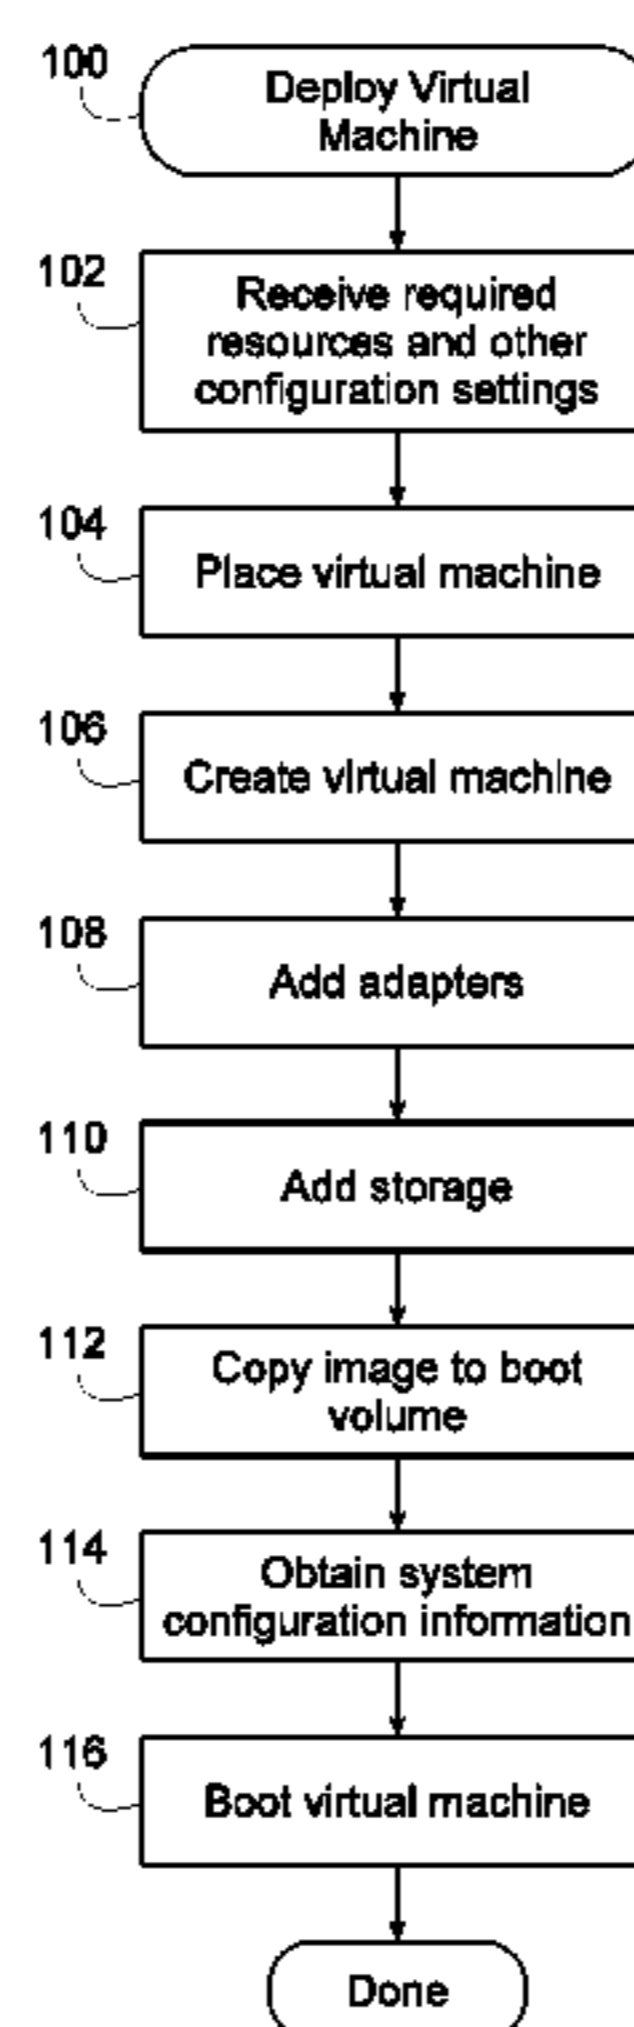 100
Deploy Virtual
Machine
102
Receive required
resources and other
configuration settings
104
Place virtual machine
106
Create virtual machine
108
Add adapters
110
Add storage
112
Copy image to boot
volume
114
Obtain system
configuration information
116
Boot virtual machine
Done